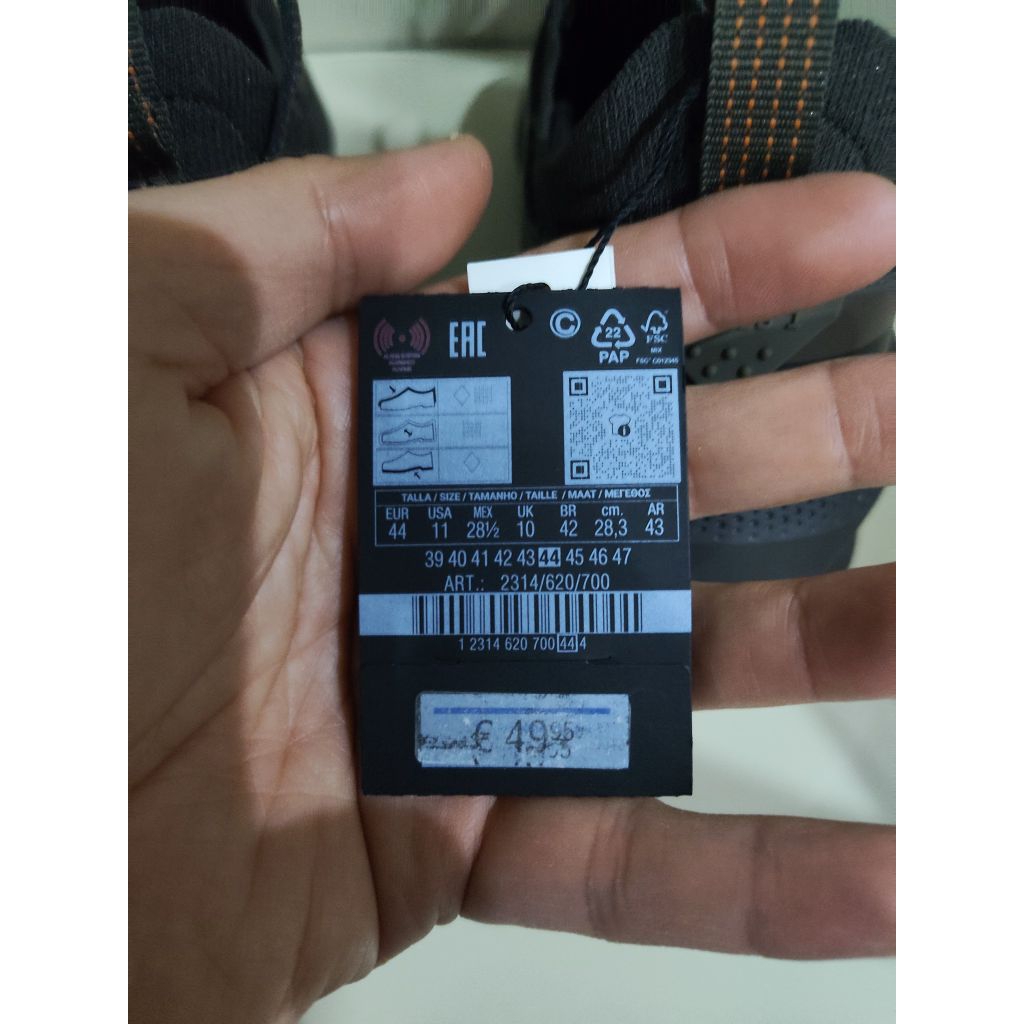 EAC
©
22
PAP
FSC
MIX
TALLA / SIZE / TAMANHO / TAILLE / MAAT / ΜΕΓΕΘΟΣ
EUR USA MEX UK BR cm. AR
44 11 28½ 10 42 28,3 43
39 40 41 42 43 44 45 46 47
ART.: 2314/620/700
1 2314 620 700 44 4
€ 49